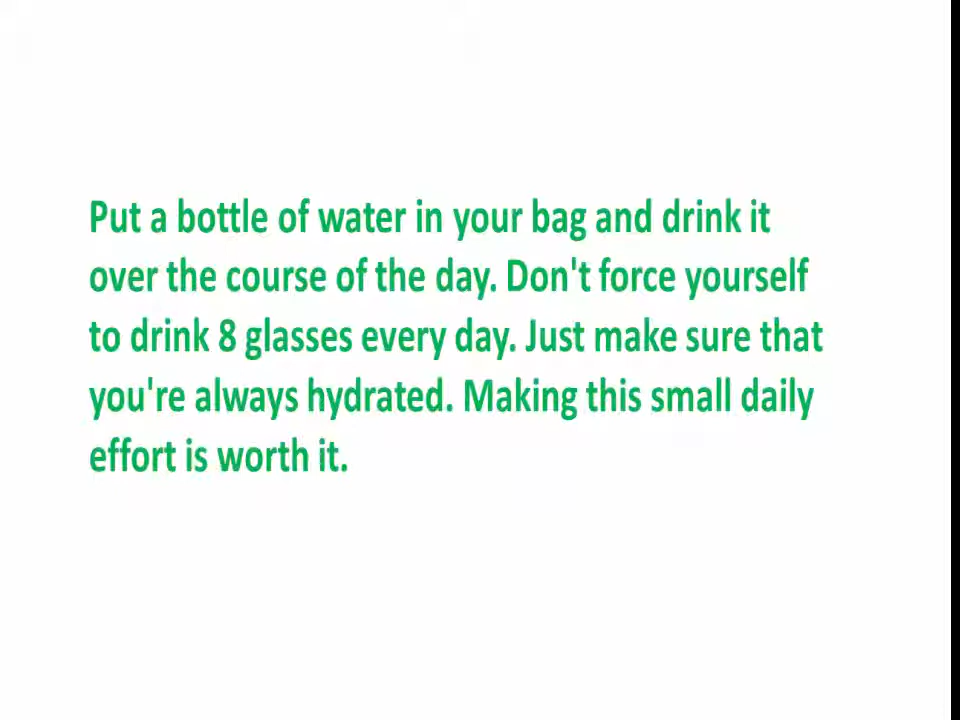 Put a bottle of water in your bag and drink it
over the course of the day. Don't force yourself
to drink 8 glasses every day. Just make sure that
you're always hydrated. Making this small daily
effort is worth it.